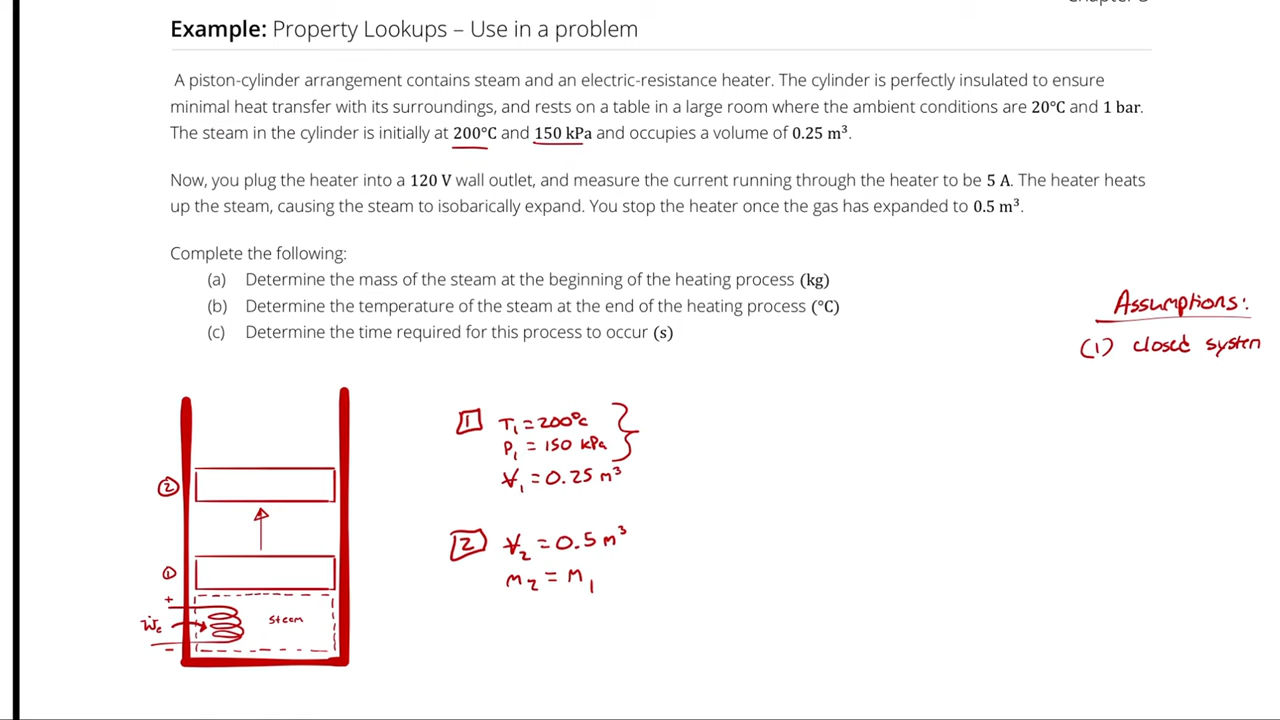 Example: Property Lookups – Use in a problem
A piston-cylinder arrangement contains steam and an electric-resistance heater. The cylinder is perfectly insulated to ensure
minimal heat transfer with its surroundings, and rests on a table in a large room where the ambient conditions are 20°C and 1 bar.
The steam in the cylinder is initially at 200°C and 150 kPa and occupies a volume of 0.25 m³.
Now, you plug the heater into a 120 V wall outlet, and measure the current running through the heater to be 5 A. The heater heats
up the steam, causing the steam to isobarically expand. You stop the heater once the gas has expanded to 0.5 m³.
Complete the following:
(a) Determine the mass of the steam at the beginning of the heating process (kg)
(b) Determine the temperature of the steam at the end of the heating process (°C)
(c) Determine the time required for this process to occur (s)
Assumptions:
(1) closed system
1 T₁ = 200°C
P₁ = 150 kPa
V₁ = 0.25 m³
2 V₂ = 0.5 m³
m₂ = m₁
2
1
+
Ẇe
steam
-